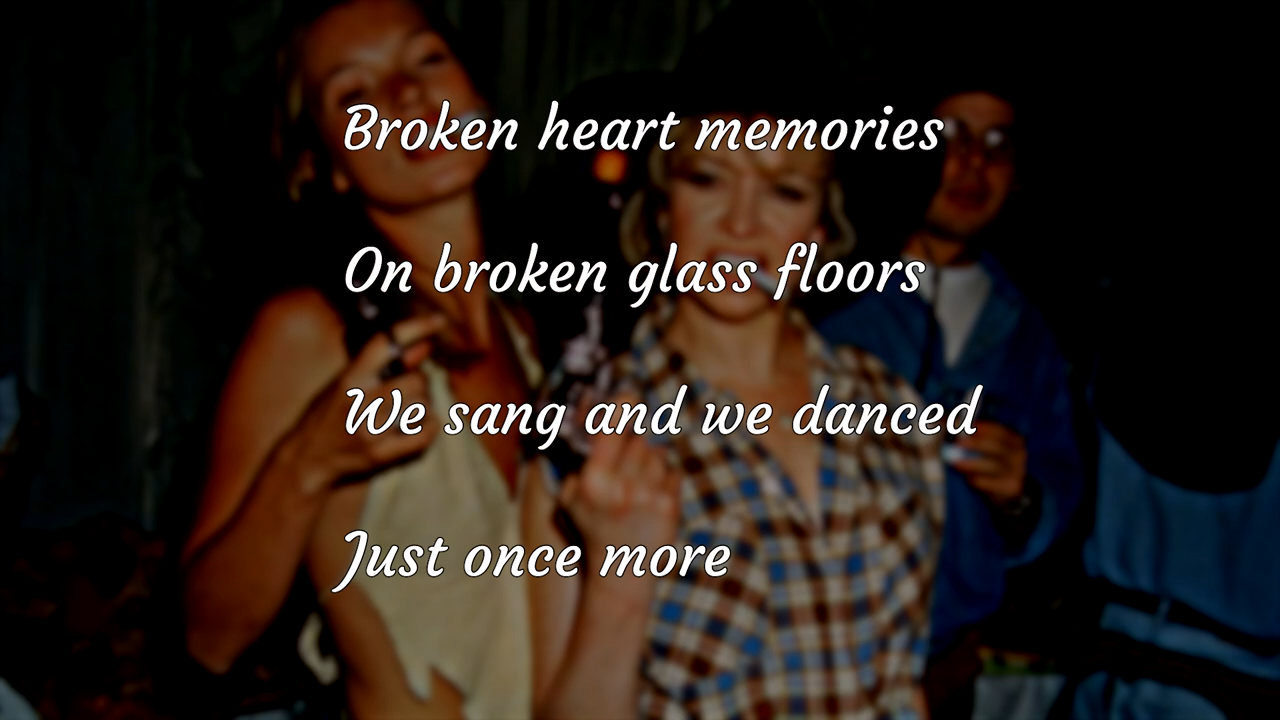 Broken heart memories
On broken glass floors
We sang and we danced
Just once more